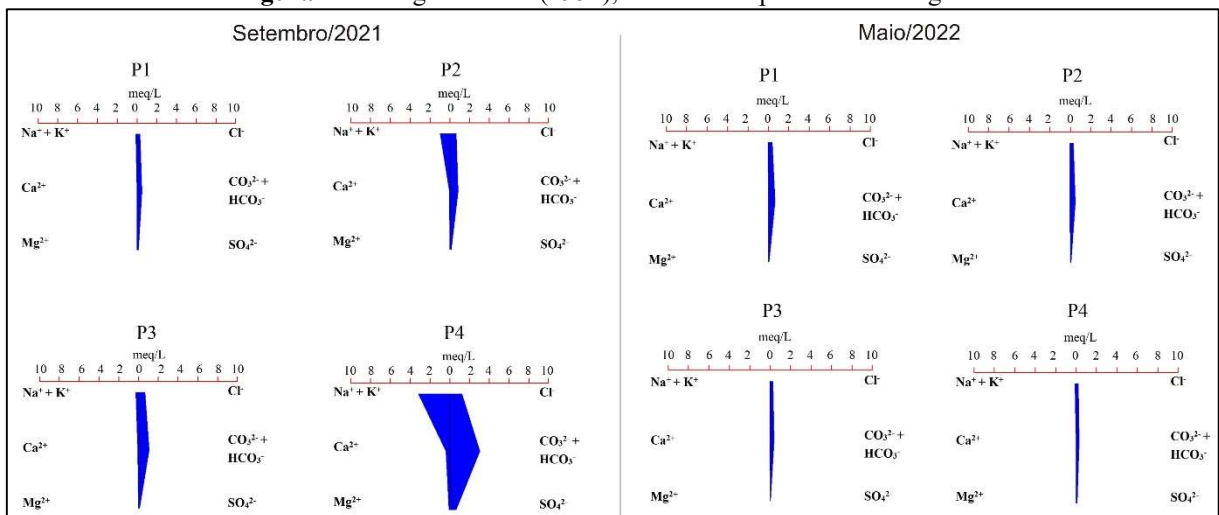 Setembro/2021
P1
meq/L
10 8 6 4 2 0 2 4 6 8 10
Na⁺ + K⁺ Cl⁻
Ca²⁺ CO₃²⁻ +
HCO₃⁻
Mg²⁺ SO₄²⁻
P2
meq/L
10 8 6 4 2 0 2 4 6 8 10
Na⁺ + K⁺ Cl⁻
Ca²⁺ CO₃²⁻ +
HCO₃⁻
Mg²⁺ SO₄²⁻
P3
meq/L
10 8 6 4 2 0 2 4 6 8 10
Na⁺ + K⁺ Cl⁻
Ca²⁺ CO₃²⁻ +
HCO₃⁻
Mg²⁺ SO₄²⁻
P4
meq/L
10 8 6 4 2 0 2 4 6 8 10
Na⁺ + K⁺ Cl⁻
Ca²⁺ CO₃²⁻ +
HCO₃⁻
Mg²⁺ SO₄²⁻
Maio/2022
P1
meq/L
10 8 6 4 2 0 2 4 6 8 10
Na⁺ + K⁺ Cl⁻
Ca²⁺ CO₃²⁻ +
HCO₃⁻
Mg²⁺ SO₄²⁻
P2
meq/L
10 8 6 4 2 0 2 4 6 8 10
Na⁺ + K⁺ Cl⁻
Ca²⁺ CO₃²⁻ +
HCO₃⁻
Mg²⁺ SO₄²⁻
P3
meq/L
10 8 6 4 2 0 2 4 6 8 10
Na⁺ + K⁺ Cl⁻
Ca²⁺ CO₃²⁻ +
HCO₃⁻
Mg²⁺ SO₄²⁻
P4
meq/L
10 8 6 4 2 0 2 4 6 8 10
Na⁺ + K⁺ Cl⁻
Ca²⁺ CO₃²⁻ +
HCO₃⁻
Mg²⁺ SO₄²⁻